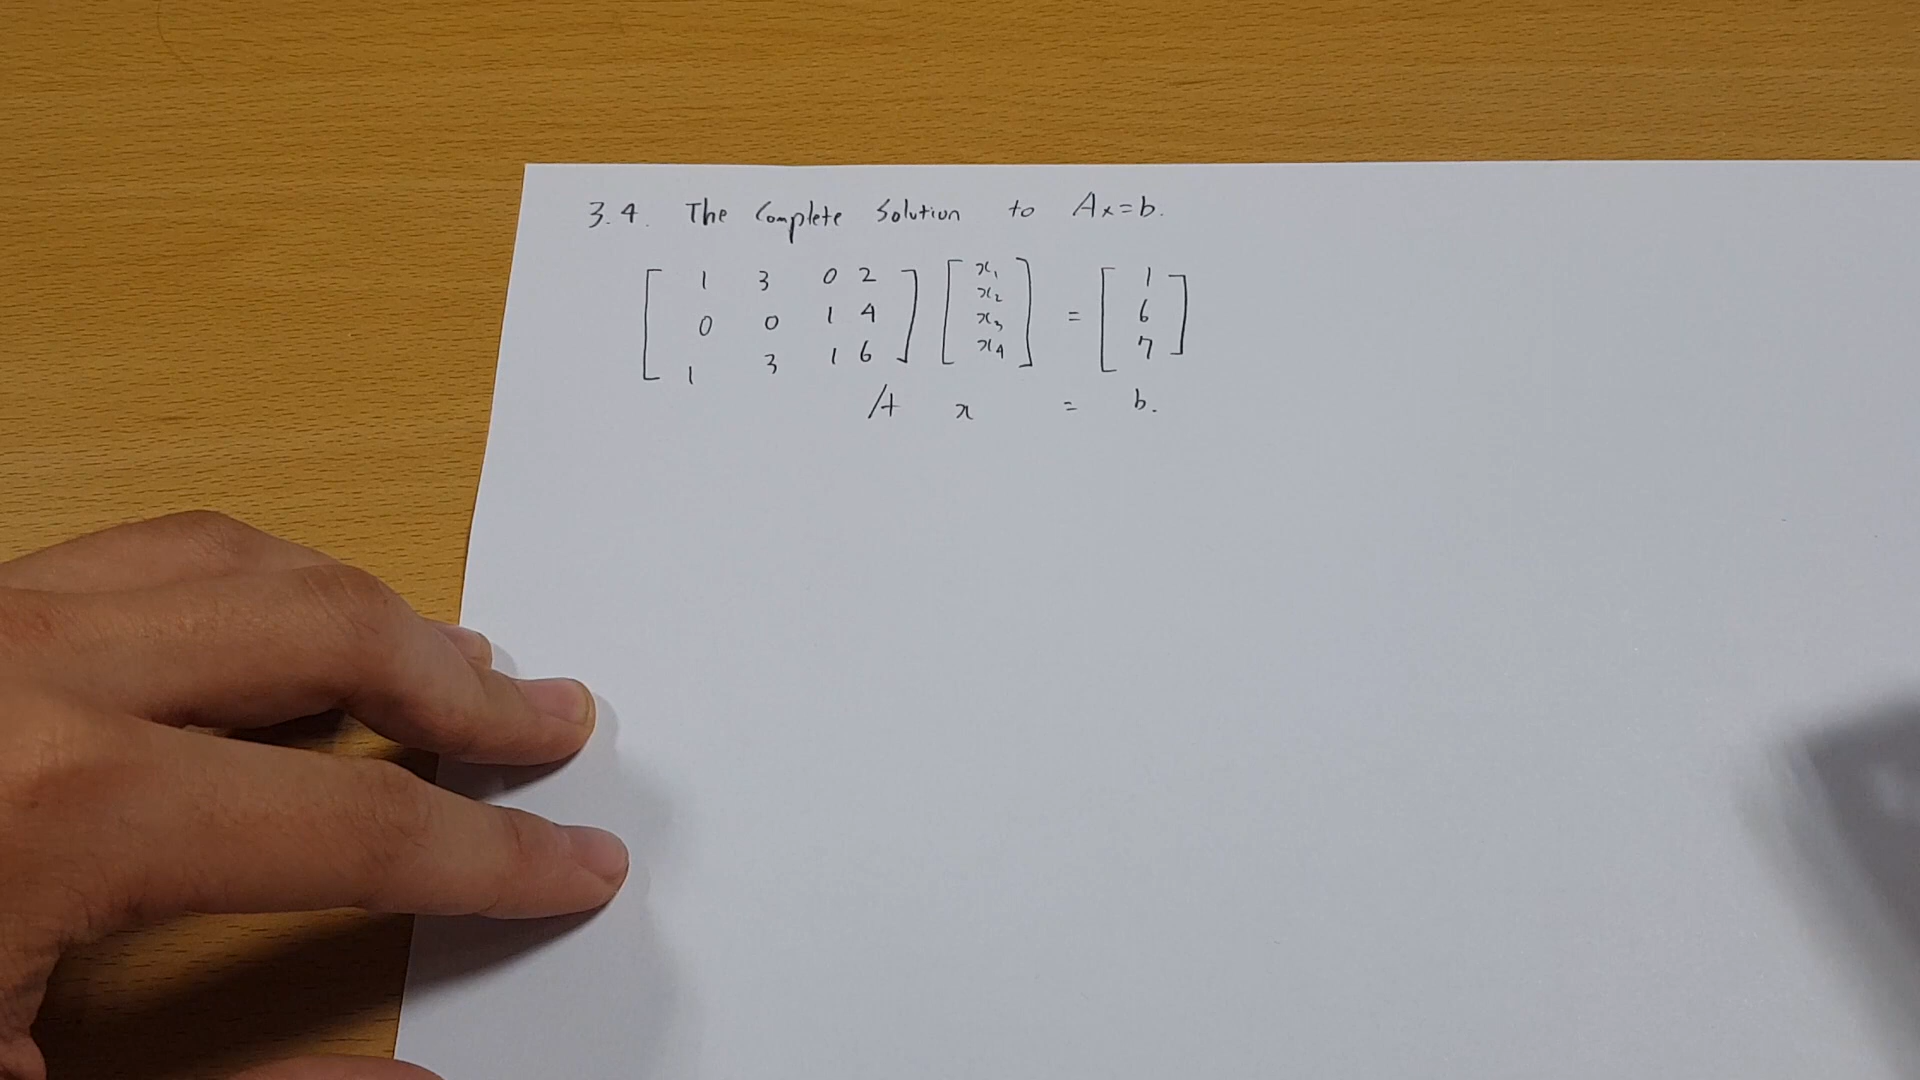 3.4. The Complete Solution to Ax=b.
[ 1 3 0 2 ] [ x₁ ] [ 1 ]
[ 0 0 1 4 ] [ x₂ x₃ ] = [ 6 ]
[ 1 3 1 6 ] [ x₄ ] [ 7 ]
A x = b.